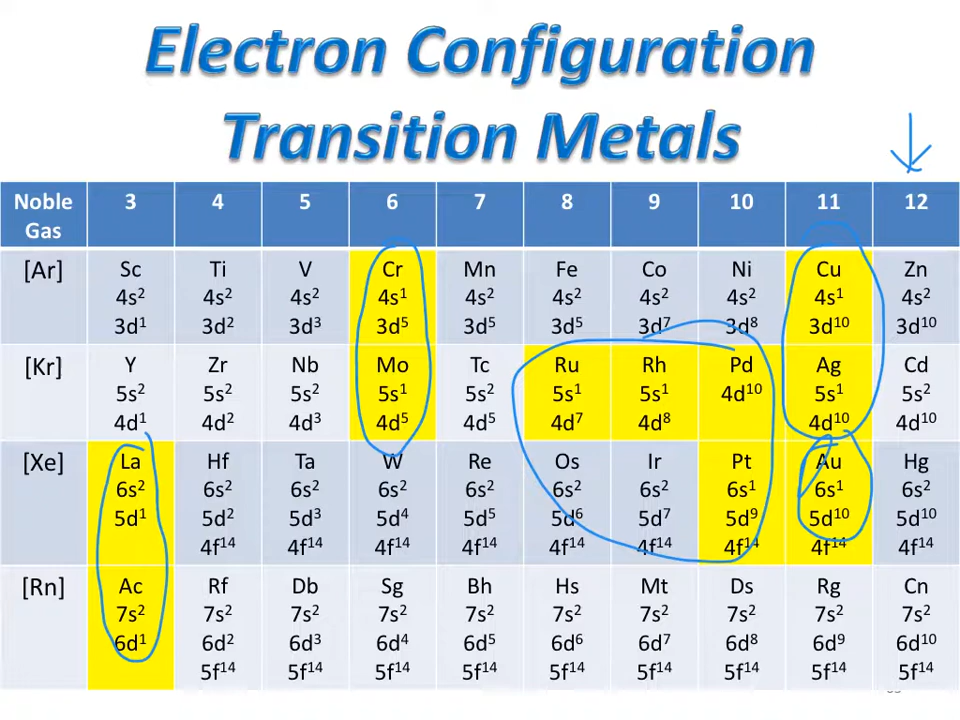 Electron Configuration
Transition Metals
Noble Gas 3 4 5 6 7 8 9 10 11 12
[Ar] Sc Ti V Cr Mn Fe Co Ni Cu Zn
4s² 4s² 4s² 4s¹ 4s² 4s² 4s² 4s² 4s¹ 4s²
3d¹ 3d² 3d³ 3d⁵ 3d⁵ 3d⁵ 3d⁷ 3d⁸ 3d¹⁰ 3d¹⁰
[Kr] Y Zr Nb Mo Tc Ru Rh Pd Ag Cd
5s² 5s² 5s² 5s¹ 5s² 5s¹ 5s¹ 4d¹⁰ 5s¹ 5s²
4d¹ 4d² 4d³ 4d⁵ 4d⁵ 4d⁷ 4d⁸ 4d¹⁰ 4d¹⁰
[Xe] La Hf Ta W Re Os Ir Pt Au Hg
6s² 6s² 6s² 6s² 6s² 6s² 6s² 6s¹ 6s¹ 6s²
5d¹ 5d² 5d³ 5d⁴ 5d⁵ 5d⁶ 5d⁷ 5d⁹ 5d¹⁰ 5d¹⁰
4f¹⁴ 4f¹⁴ 4f¹⁴ 4f¹⁴ 4f¹⁴ 4f¹⁴ 4f¹⁴ 4f¹⁴ 4f¹⁴
[Rn] Ac Rf Db Sg Bh Hs Mt Ds Rg Cn
7s² 7s² 7s² 7s² 7s² 7s² 7s² 7s² 7s² 7s²
6d¹ 6d² 6d³ 6d⁴ 6d⁵ 6d⁶ 6d⁷ 6d⁸ 6d⁹ 6d¹⁰
5f¹⁴ 5f¹⁴ 5f¹⁴ 5f¹⁴ 5f¹⁴ 5f¹⁴ 5f¹⁴ 5f¹⁴ 5f¹⁴